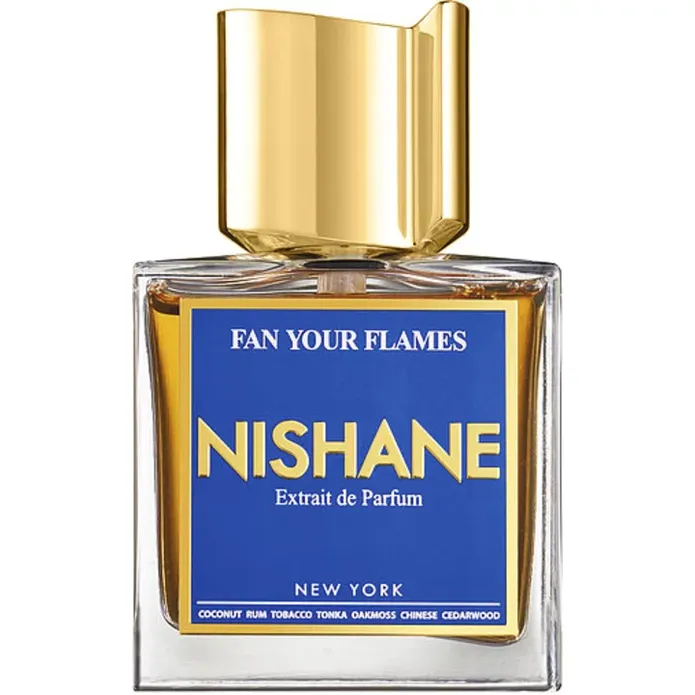 FAN YOUR FLAMES
NISHANE
Extrait de Parfum
NEW YORK
COCONUT RUM TOBACCO TONKA OAKMOSS CHINESE CEDARWOOD